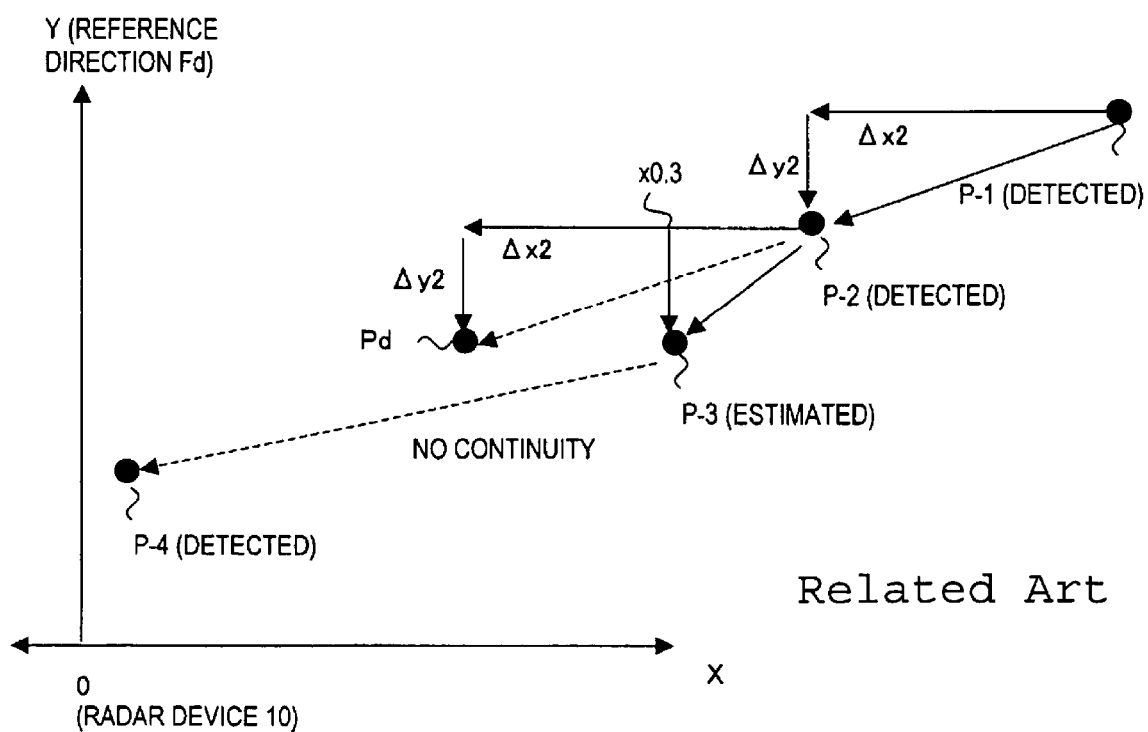 Y (REFERENCE
DIRECTION Fd)
Δx2
Δy2
x0.3
P-1 (DETECTED)
Δx2
Δy2
P-2 (DETECTED)
Pd
P-3 (ESTIMATED)
NO CONTINUITY
P-4 (DETECTED)
Related Art
X
0
(RADAR DEVICE 10)